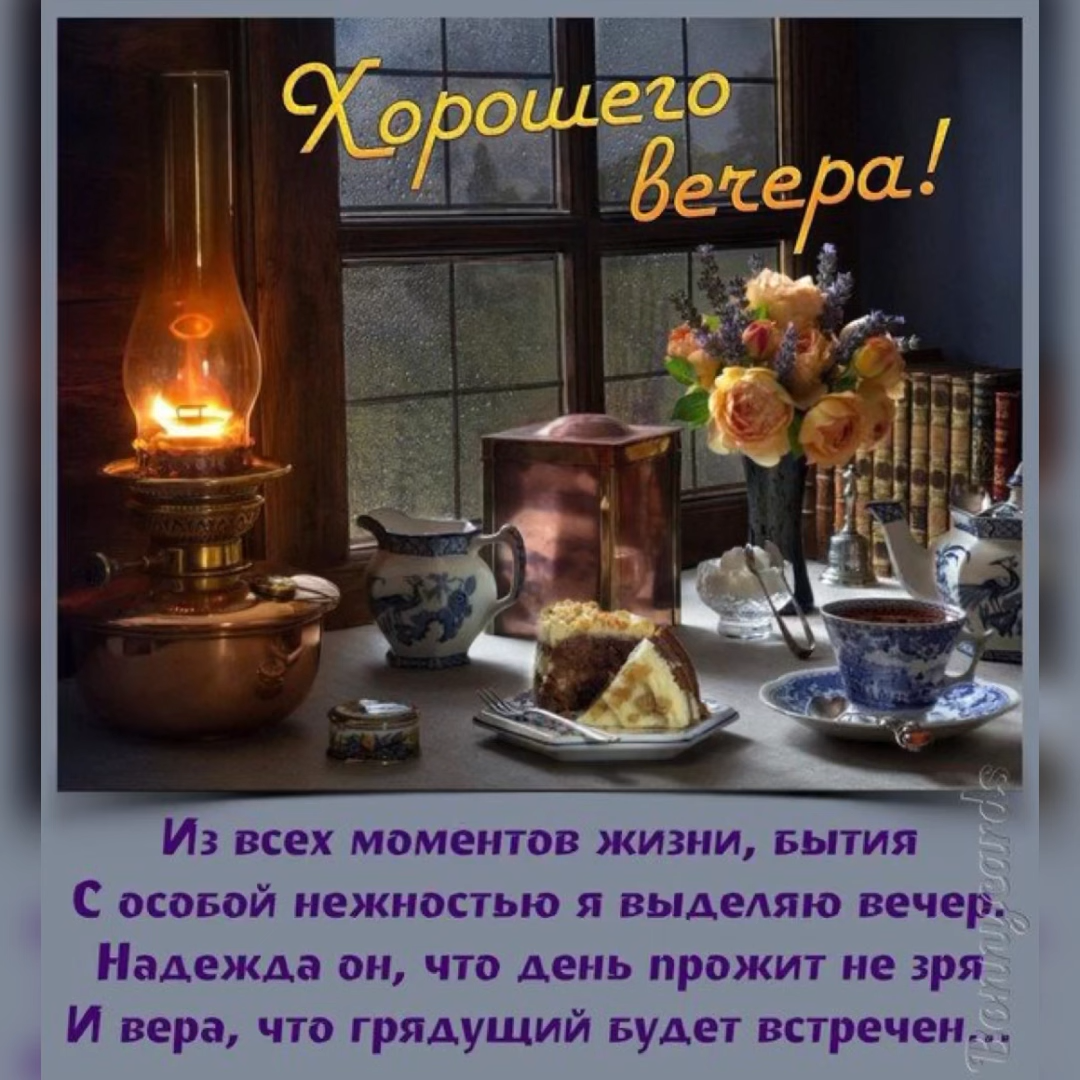 Хорошего
вечера!
Из всех моментов жизни, бытия
С особой нежностью я выделяю вечер.
Надежда он, что день прожит не зря
И вера, что грядущий будет встречен...
Bonnycards